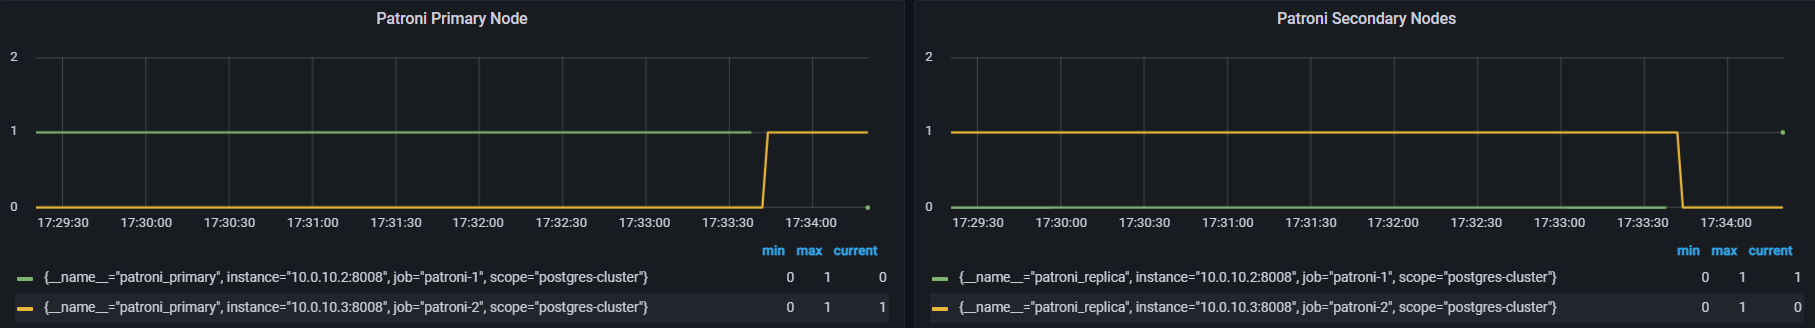 Patroni Primary Node
2
1
0
17:29:30 17:30:00 17:30:30 17:31:00 17:31:30 17:32:00 17:32:30 17:33:00 17:33:30 17:34:00
min max current
{__name__="patroni_primary", instance="10.0.10.2:8008", job="patroni-1", scope="postgres-cluster"} 0 1 0
{__name__="patroni_primary", instance="10.0.10.3:8008", job="patroni-2", scope="postgres-cluster"} 0 1 1
Patroni Secondary Nodes
2
1
0
17:29:30 17:30:00 17:30:30 17:31:00 17:31:30 17:32:00 17:32:30 17:33:00 17:33:30 17:34:00
min max current
{__name__="patroni_replica", instance="10.0.10.2:8008", job="patroni-1", scope="postgres-cluster"} 0 1 1
{__name__="patroni_replica", instance="10.0.10.3:8008", job="patroni-2", scope="postgres-cluster"} 0 1 0